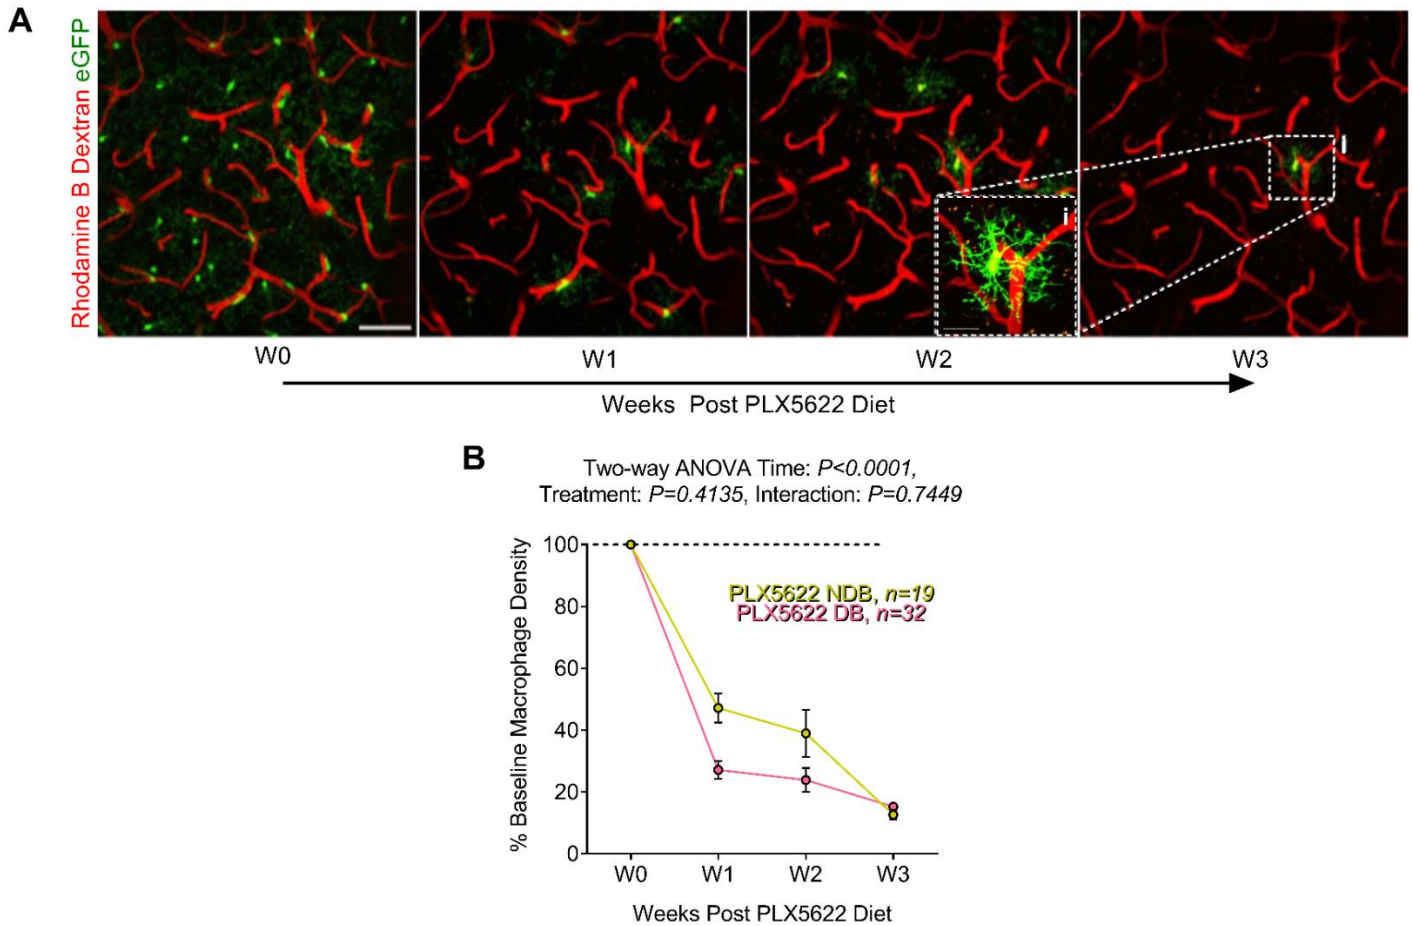 A
Rhodamine B Dextran eGFP
i
i
W0
W1
W2
W3
Weeks Post PLX5622 Diet
B
Two-way ANOVA Time: P<0.0001,
Treatment: P=0.4135, Interaction: P=0.7449
% Baseline Macrophage Density
100
80
60
40
20
0
PLX5622 NDB, n=19
PLX5622 DB, n=32
W0
W1
W2
W3
Weeks Post PLX5622 Diet